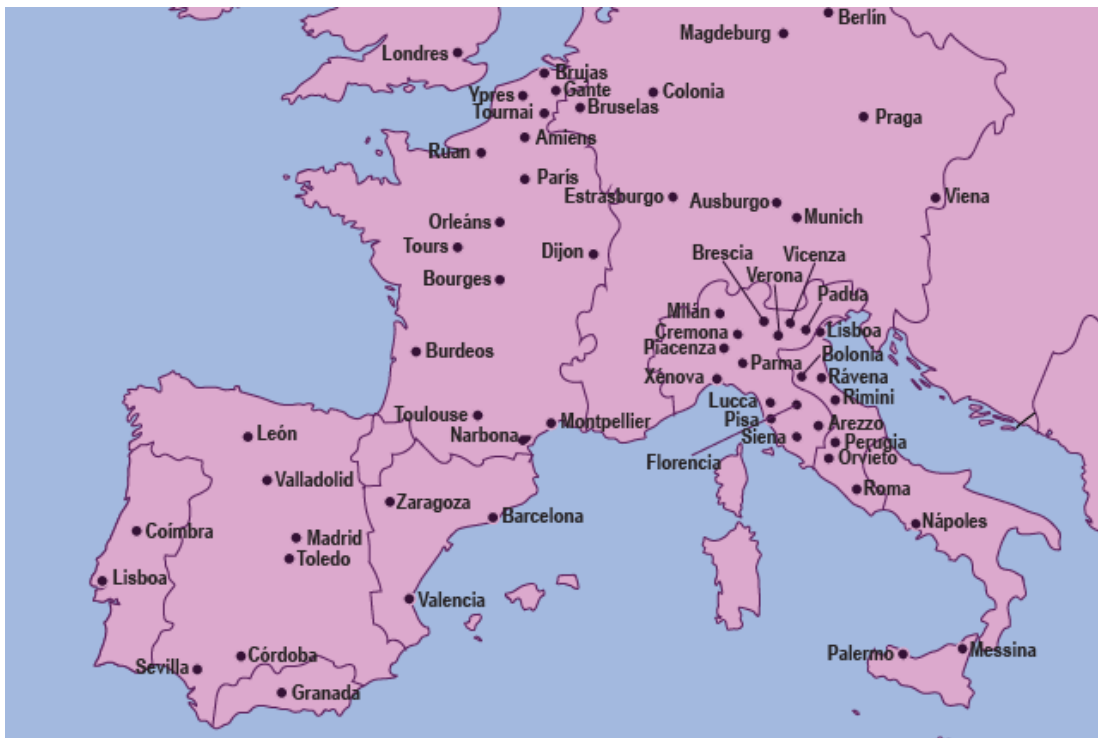 Berlín
Magdeburg
Londres
Brujas
Ypres
Gante
Colonia
Bruselas
Tournai
Praga
Amiens
Ruan
París
Estrasburgo
Ausburgo
Viena
Munich
Orleáns
Tours
Dijon
Brescia
Vicenza
Verona
Bourges
Padua
Milán
Cremona
Lisboa
Piacenza
Burdeos
Bolonia
Parma
Xénova
Rávena
Rimini
Lucca
Toulouse
Montpellier
Pisa
Arezzo
León
Narbona
Siena
Perugia
Florencia
Orvieto
Valladolid
Roma
Zaragoza
Barcelona
Nápoles
Coímbra
Madrid
Toledo
Lisboa
Valencia
Córdoba
Sevilla
Palermo
Messina
Granada